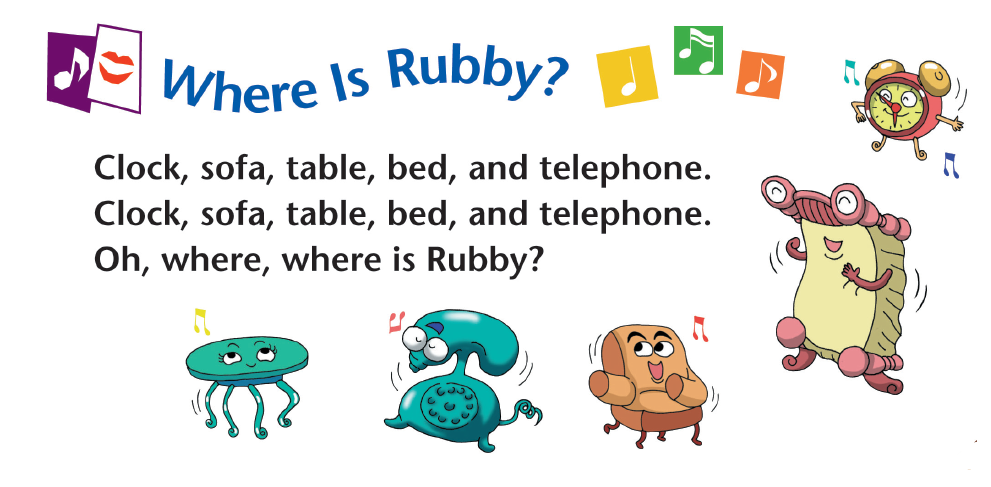 Where Is Rubby?
Clock, sofa, table, bed, and telephone.
Clock, sofa, table, bed, and telephone.
Oh, where, where is Rubby?